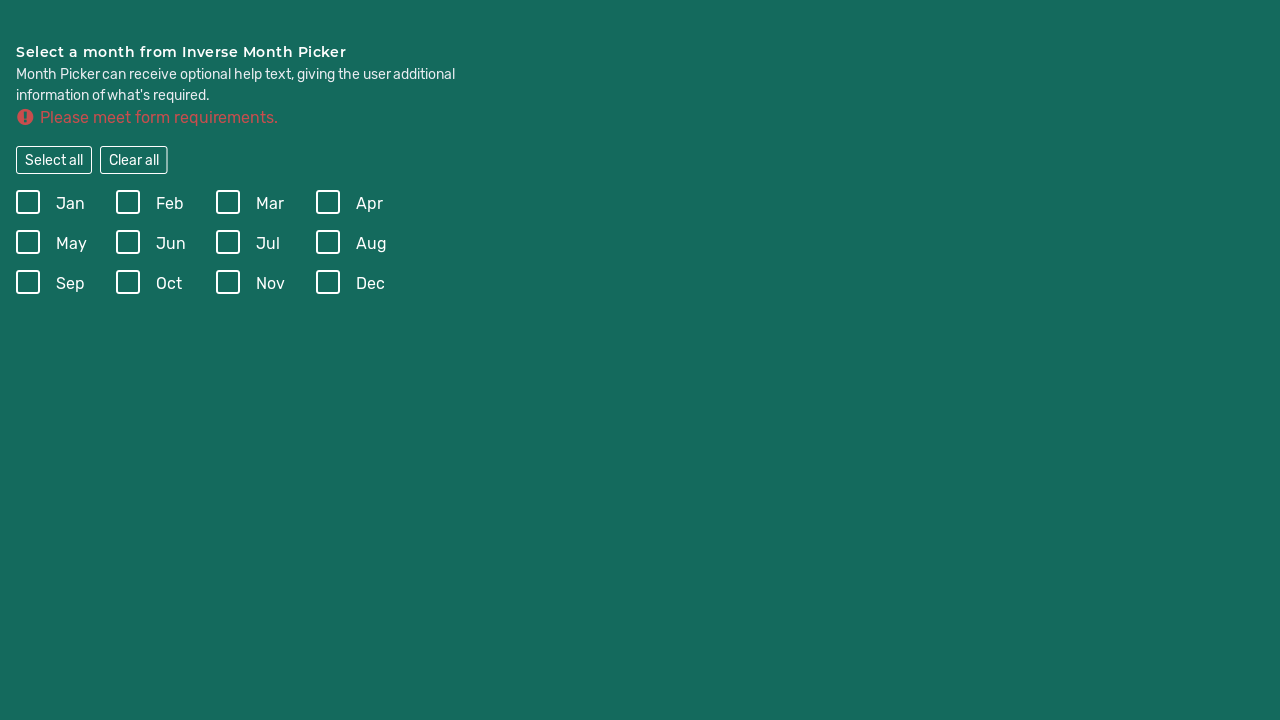 Select a month from Inverse Month Picker
Month Picker can receive optional help text, giving the user additional
information of what's required.
Please meet form requirements.
Select all Clear all
Jan Feb Mar Apr
May Jun Jul Aug
Sep Oct Nov Dec